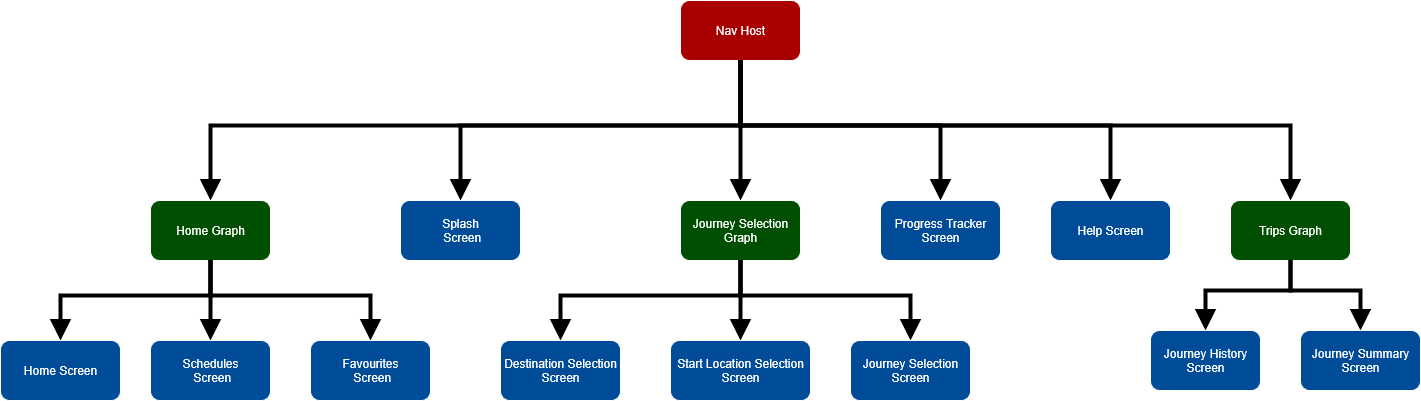 Nav Host
Home Graph
Splash
Screen
Journey Selection
Graph
Progress Tracker
Screen
Help Screen
Trips Graph
Home Screen
Schedules
Screen
Favourites
Screen
Destination Selection
Screen
Start Location Selection
Screen
Journey Selection
Screen
Journey History
Screen
Journey Summary
Screen